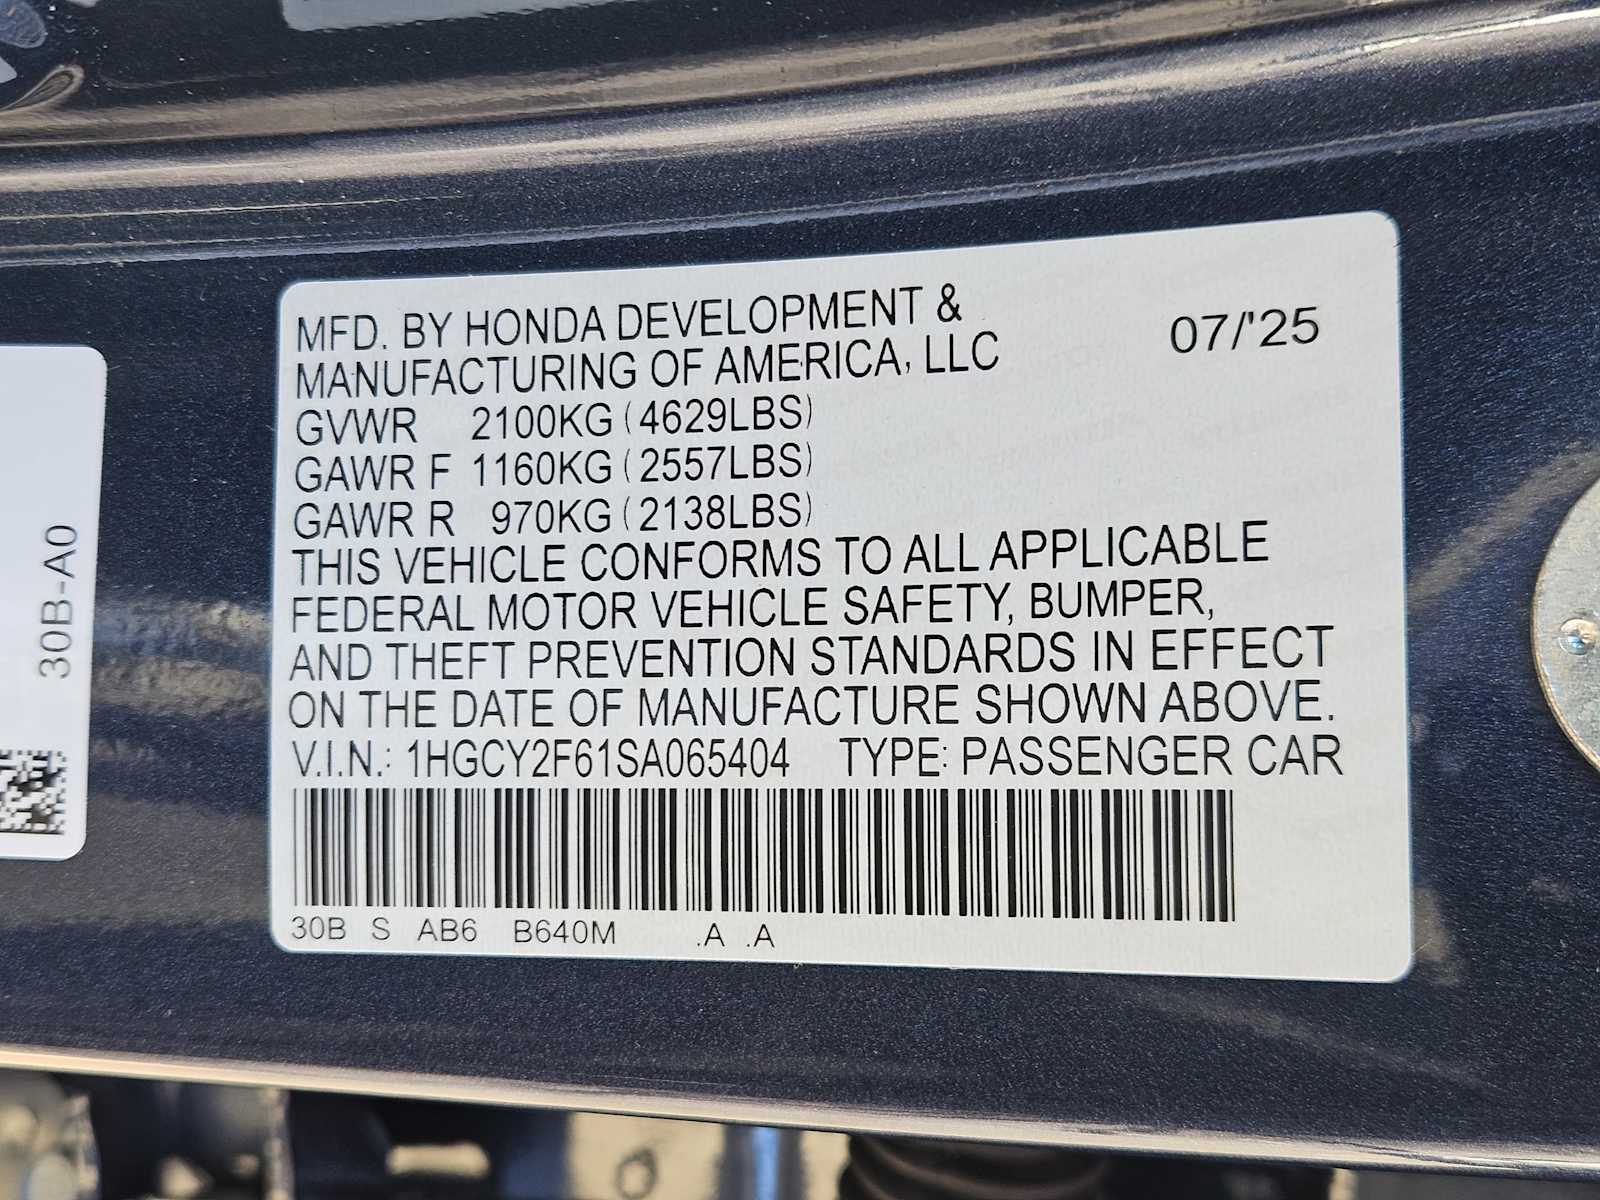 MFD. BY HONDA DEVELOPMENT &
MANUFACTURING OF AMERICA, LLC
07/'25
GVWR 2100KG (4629LBS)
GAWR F 1160KG (2557LBS)
GAWR R 970KG (2138LBS)
THIS VEHICLE CONFORMS TO ALL APPLICABLE
FEDERAL MOTOR VEHICLE SAFETY, BUMPER,
AND THEFT PREVENTION STANDARDS IN EFFECT
ON THE DATE OF MANUFACTURE SHOWN ABOVE.
V.I.N.: 1HGCY2F61SA065404 TYPE: PASSENGER CAR
30B S AB6 B640M .A .A
30B-A0